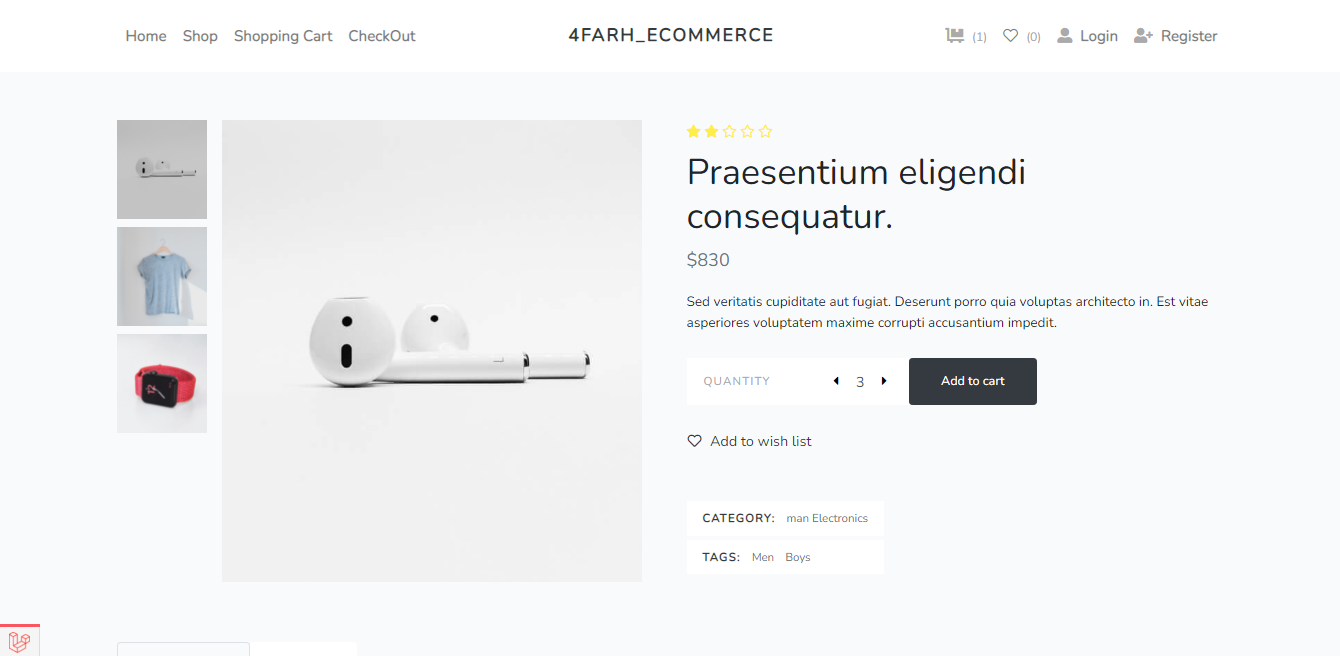 Home Shop Shopping Cart CheckOut 4FARH_ECOMMERCE (1) (0) Login Register
Praesentium eligendi
consequatur.
$830
Sed veritatis cupiditate aut fugiat. Deserunt porro quia voluptas architecto in. Est vitae
asperiores voluptatem maxime corrupti accusantium impedit.
QUANTITY 3 Add to cart
Add to wish list
CATEGORY: man Electronics
TAGS: Men Boys